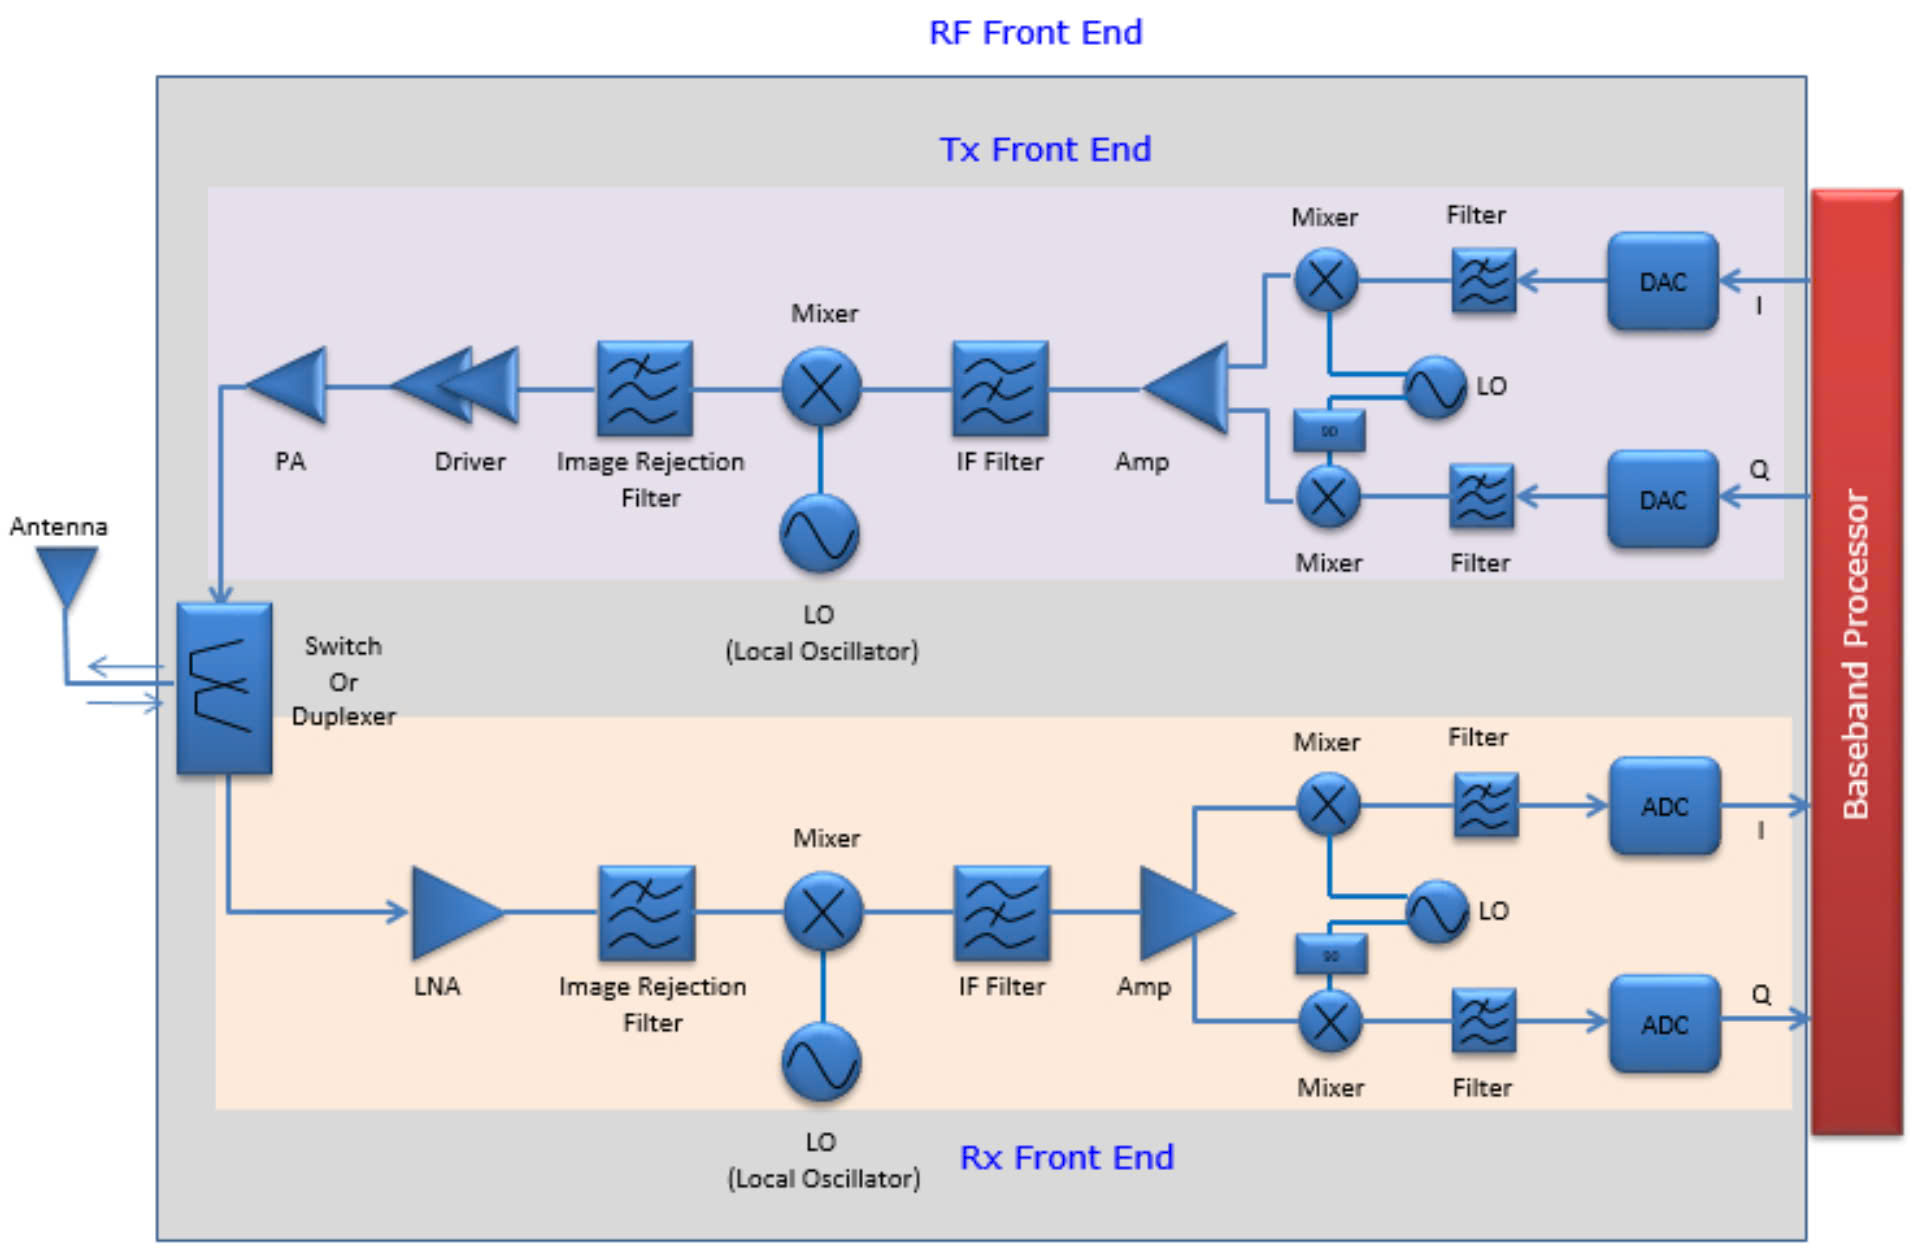 RF Front End
Tx Front End
Mixer
Filter
DAC
I
Mixer
LO
90
PA
Driver
Image Rejection
Filter
IF Filter
Amp
Q
DAC
Mixer
Filter
LO
(Local Oscillator)
Antenna
Switch
Or
Duplexer
Baseband Processor
Mixer
Filter
ADC
I
Mixer
LO
90
LNA
Image Rejection
Filter
IF Filter
Amp
Q
ADC
Mixer
Filter
LO
(Local Oscillator)
Rx Front End